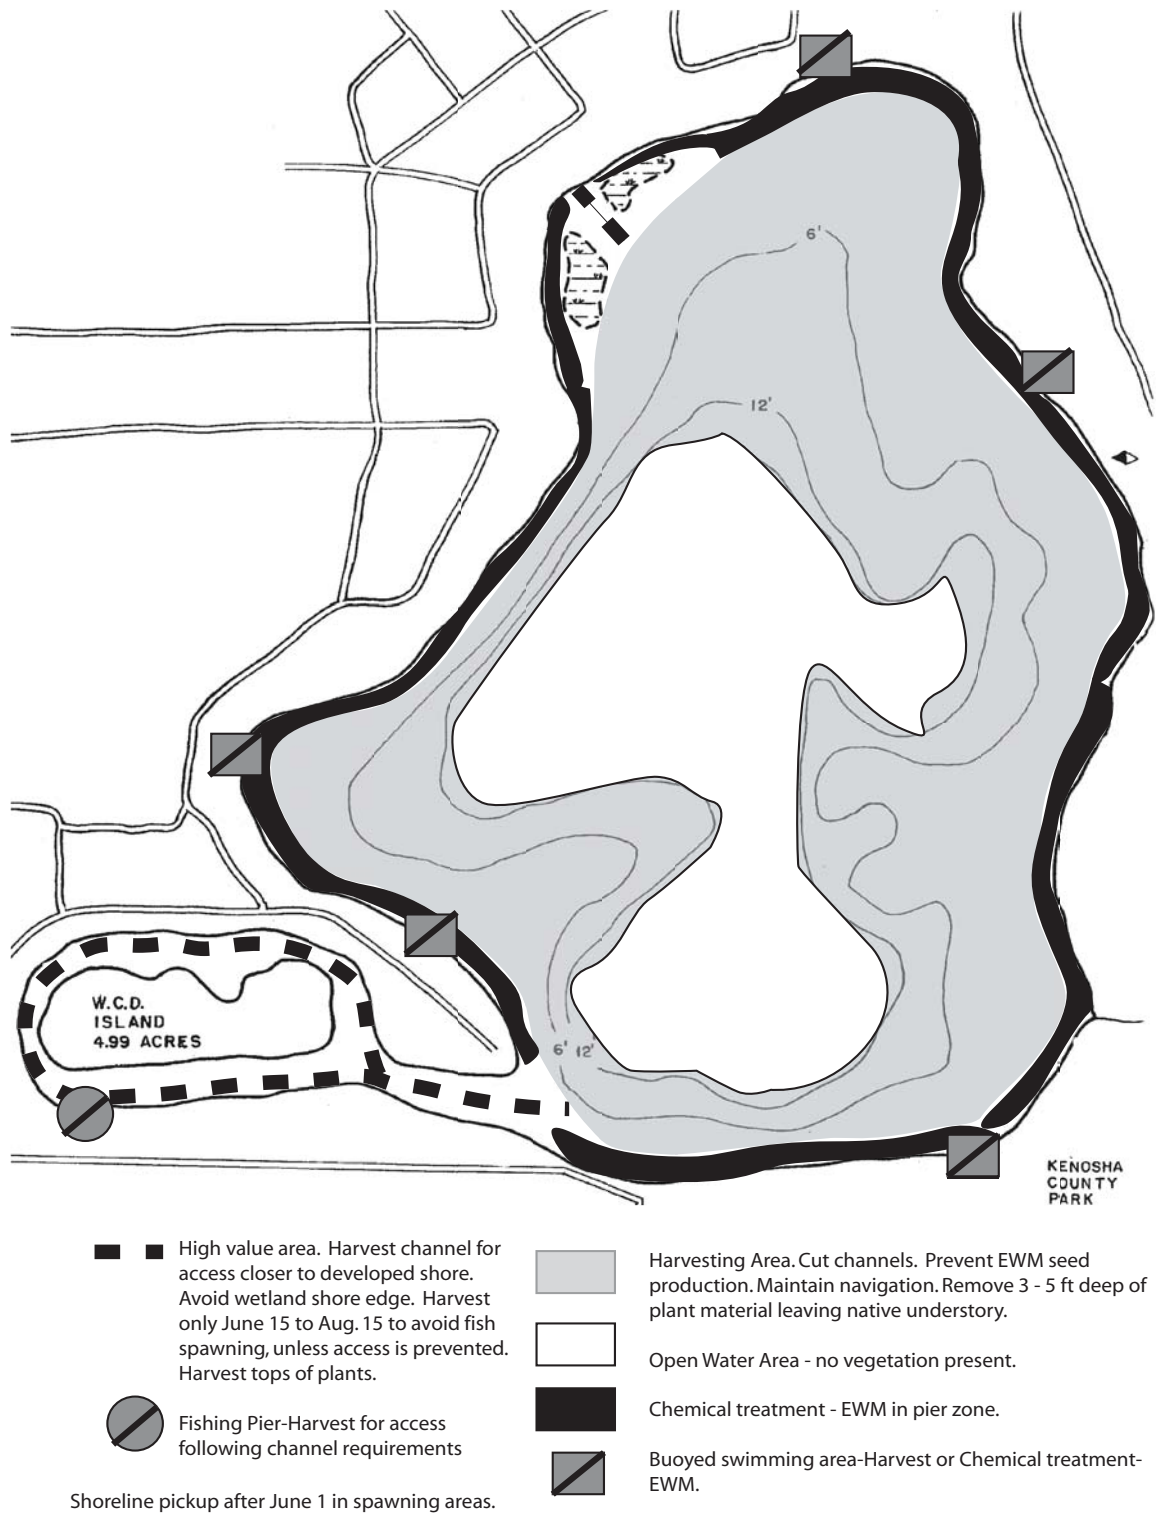 6'
12'
W.C.D.
ISLAND
4.99 ACRES
6' 12'
KENOSHA
COUNTY
PARK
High value area. Harvest channel for
access closer to developed shore.
Avoid wetland shore edge. Harvest
only June 15 to Aug. 15 to avoid fish
spawning, unless access is prevented.
Harvest tops of plants.
Fishing Pier-Harvest for access
following channel requirements
Shoreline pickup after June 1 in spawning areas.
Harvesting Area. Cut channels. Prevent EWM seed
production. Maintain navigation. Remove 3 - 5 ft deep of
plant material leaving native understory.
Open Water Area - no vegetation present.
Chemical treatment - EWM in pier zone.
Buoyed swimming area-Harvest or Chemical treatment-
EWM.